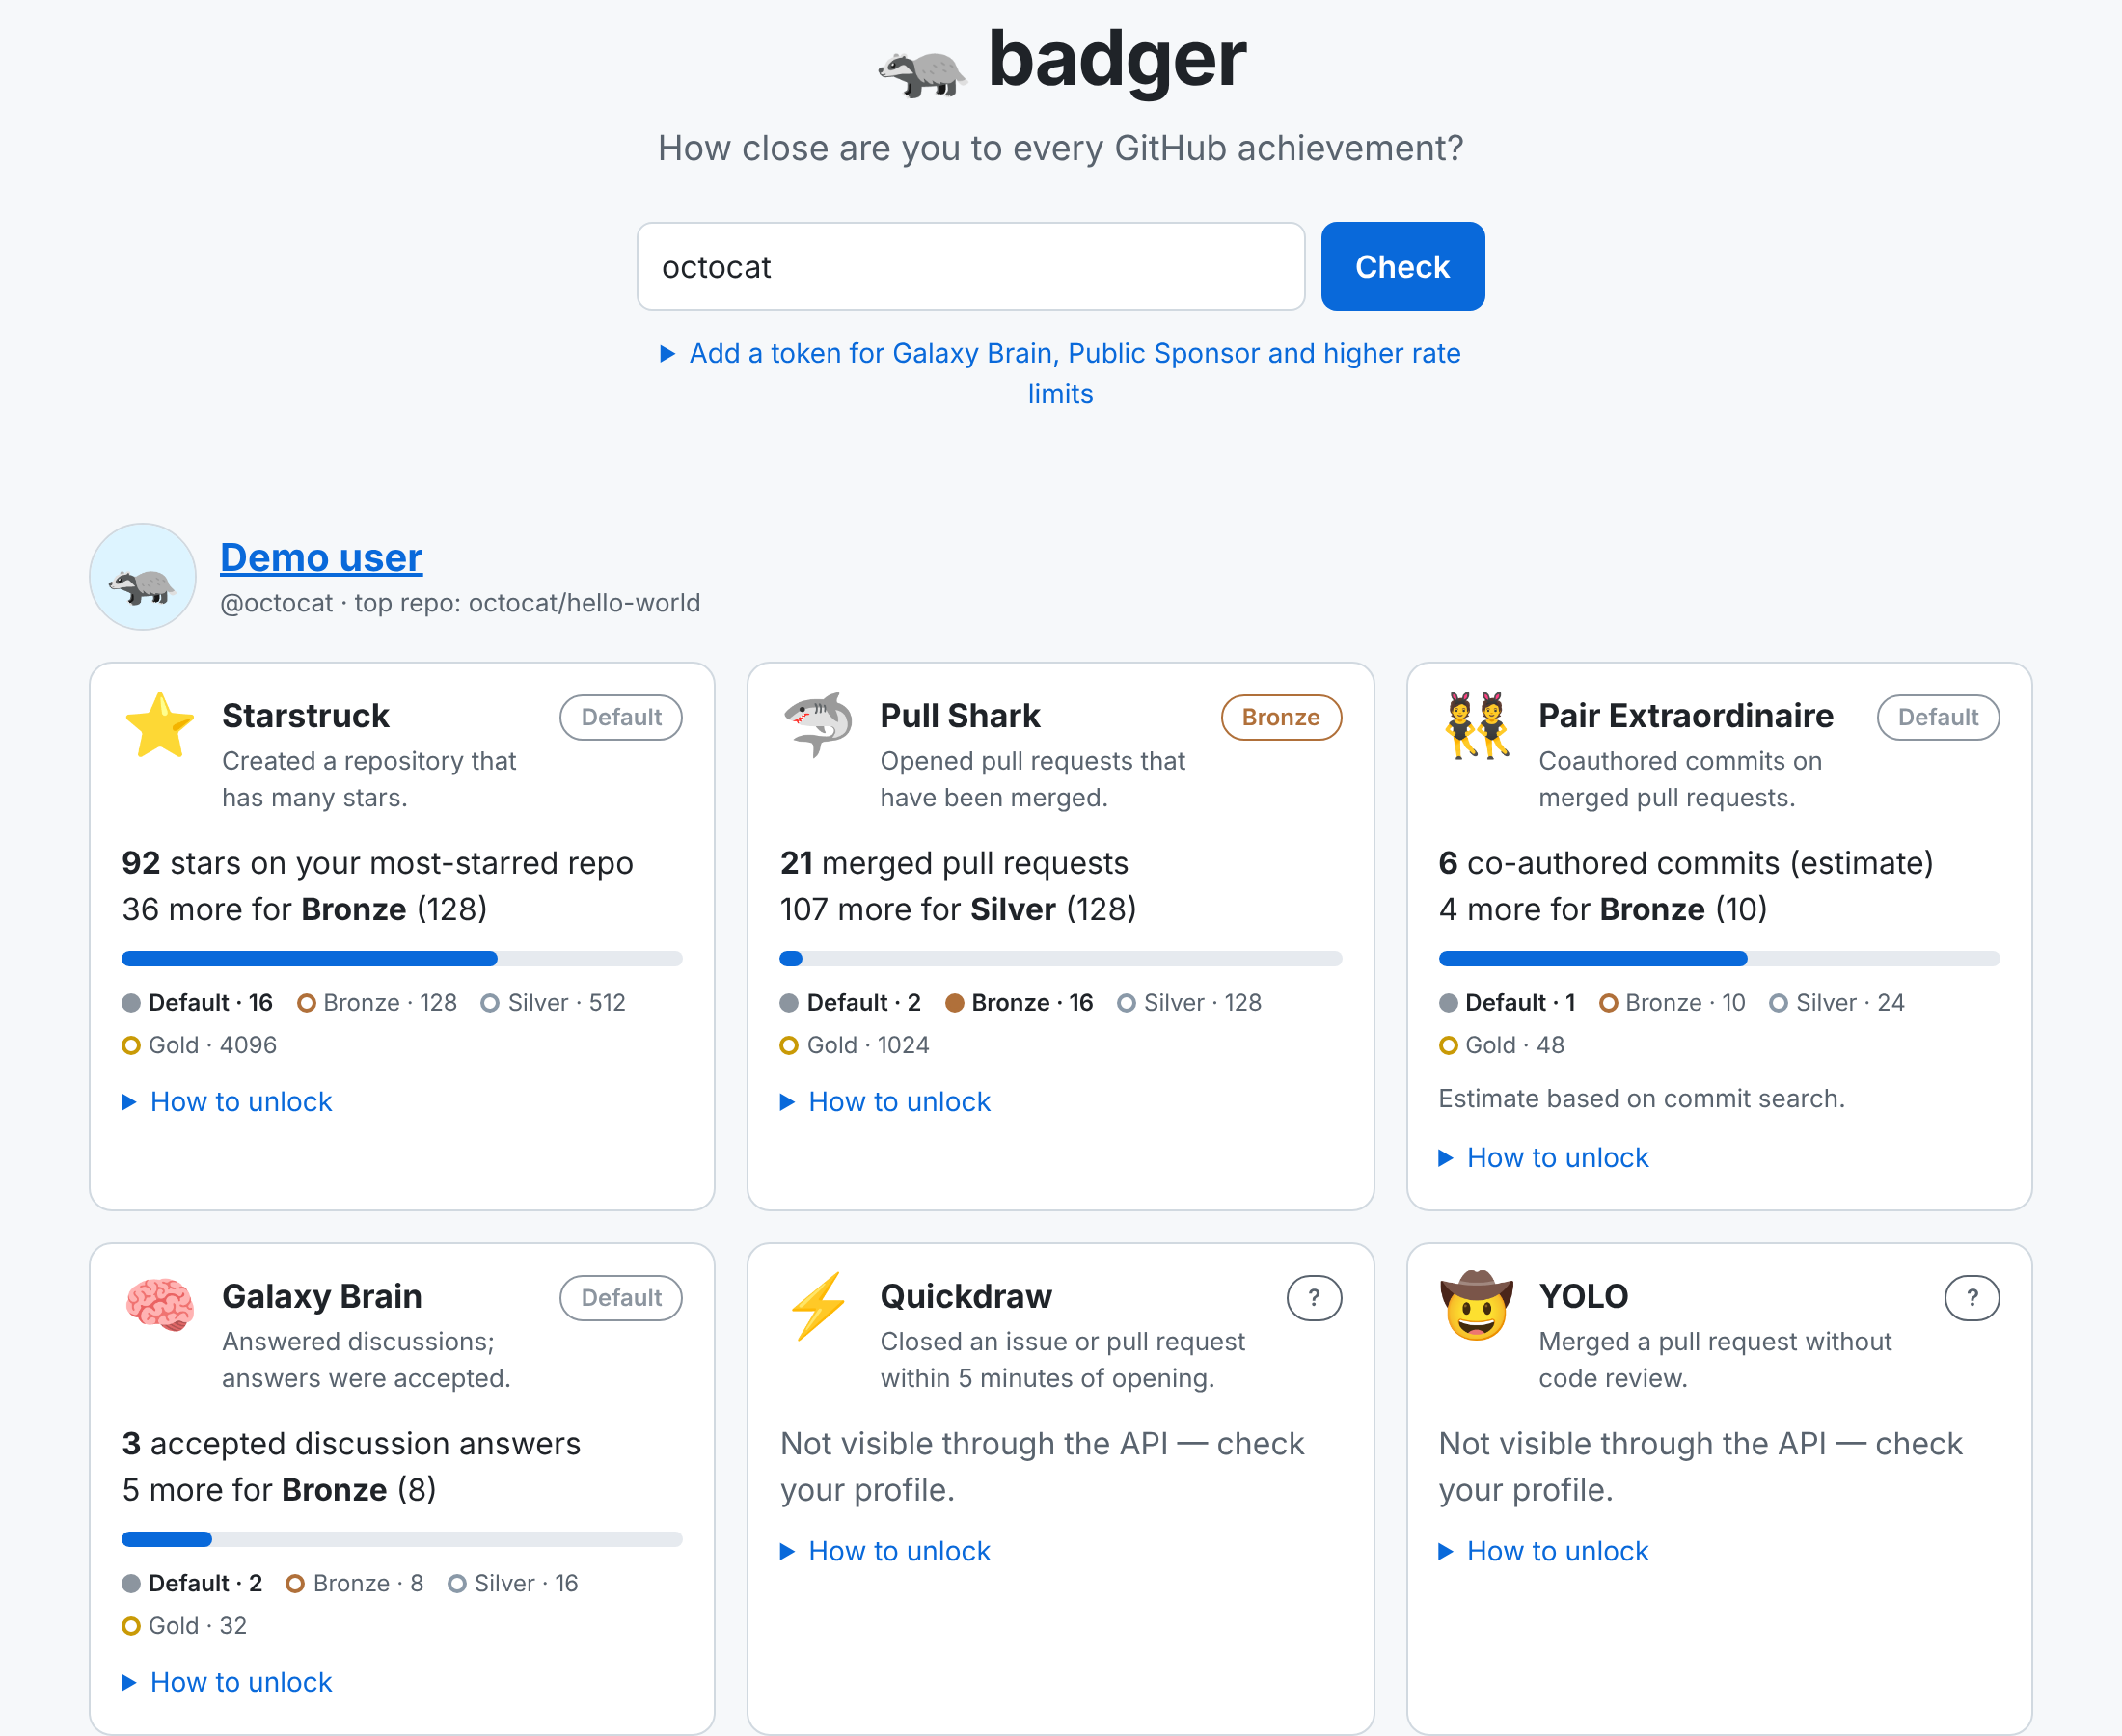 badger
How close are you to every GitHub achievement?
octocat
Check
Add a token for Galaxy Brain, Public Sponsor and higher rate
limits
Demo user
@octocat · top repo: octocat/hello-world
Starstruck
Default
Created a repository that
has many stars.
92 stars on your most-starred repo
36 more for Bronze (128)
Default · 16
Bronze · 128
Silver · 512
Gold · 4096
How to unlock
Pull Shark
Bronze
Opened pull requests that
have been merged.
21 merged pull requests
107 more for Silver (128)
Default · 2
Bronze · 16
Silver · 128
Gold · 1024
How to unlock
Pair Extraordinaire
Default
Coauthored commits on
merged pull requests.
6 co-authored commits (estimate)
4 more for Bronze (10)
Default · 1
Bronze · 10
Silver · 24
Gold · 48
Estimate based on commit search.
How to unlock
Galaxy Brain
Default
Answered discussions;
answers were accepted.
3 accepted discussion answers
5 more for Bronze (8)
Default · 2
Bronze · 8
Silver · 16
Gold · 32
How to unlock
Quickdraw
?
Closed an issue or pull request
within 5 minutes of opening.
Not visible through the API — check
your profile.
How to unlock
YOLO
?
Merged a pull request without
code review.
Not visible through the API — check
your profile.
How to unlock